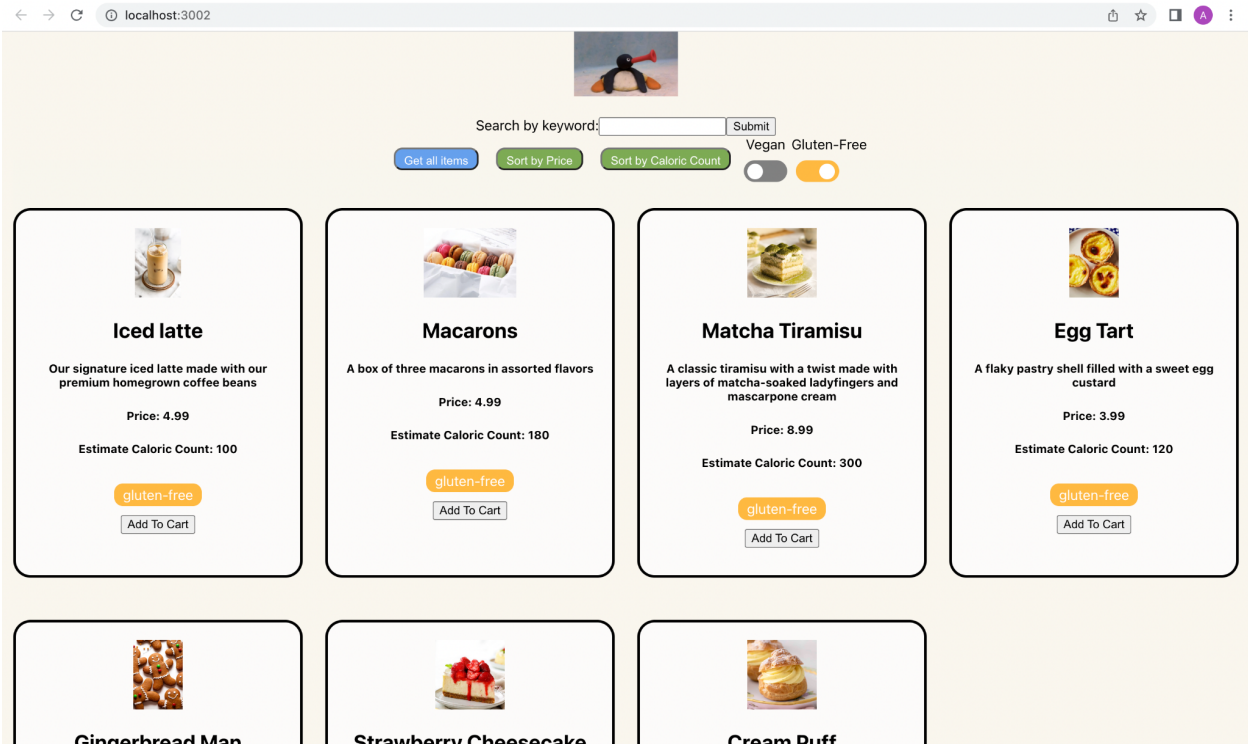 localhost:3002
A
Search by keyword: Submit
Vegan Gluten-Free
Get all items Sort by Price Sort by Caloric Count
Iced latte
Our signature iced latte made with our
premium homegrown coffee beans
Price: 4.99
Estimate Caloric Count: 100
gluten-free
Add To Cart
Macarons
A box of three macarons in assorted flavors
Price: 4.99
Estimate Caloric Count: 180
gluten-free
Add To Cart
Matcha Tiramisu
A classic tiramisu with a twist made with
layers of matcha-soaked ladyfingers and
mascarpone cream
Price: 8.99
Estimate Caloric Count: 300
gluten-free
Add To Cart
Egg Tart
A flaky pastry shell filled with a sweet egg
custard
Price: 3.99
Estimate Caloric Count: 120
gluten-free
Add To Cart
Gingerbread Man
Strawberry Cheesecake
Cream Puff